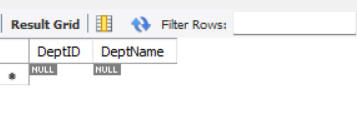 Result Grid Filter Rows:
DeptID DeptName
NULL NULL